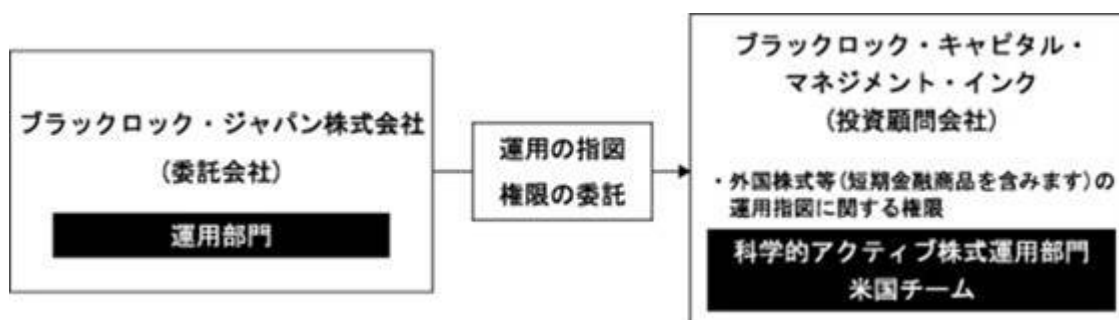 ブラックロック・ジャパン株式会社
(委託会社)
運用部門
運用の指図
権限の委託
ブラックロック・キャピタル・
マネジメント・インク
(投資顧問会社)
・外国株式等(短期金融商品を含みます)の
運用指図に関する権限
科学的アクティブ株式運用部門
米国チーム